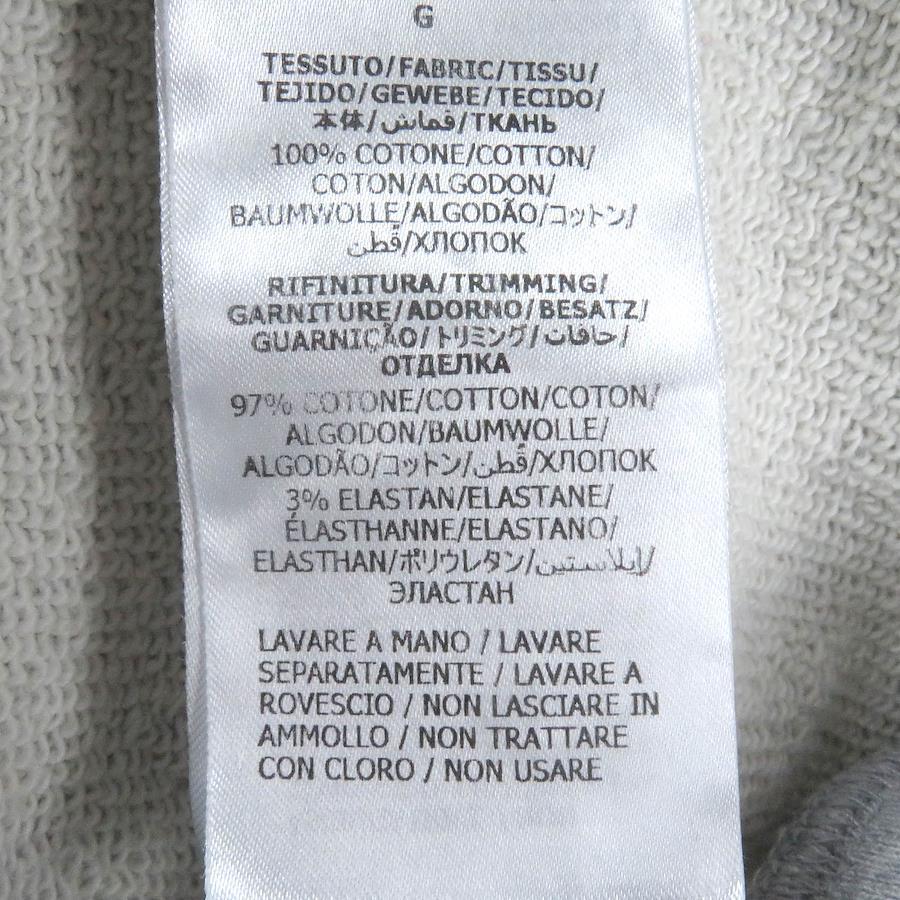 G
TESSUTO/FABRIC/TISSU/
TEJIDO/GEWEBE/TECIDO/
本体/قماش/ТКАНЬ
100% COTONE/COTTON/
COTON/ALGODON/
BAUMWOLLE/ALGODÃO/コットン/
قطن/ХЛОПОК
RIFINITURA/TRIMMING/
GARNITURE/ADORNO/BESATZ/
GUARNIÇÃO/トリミング/حافات/
ОТДЕЛКА
97% COTONE/COTTON/COTON/
ALGODON/BAUMWOLLE/
ALGODÃO/コットン/قطن/ХЛОПОК
3% ELASTAN/ELASTANE/
ÉLASTHANNE/ELASTANO/
ELASTHAN/ポリウレタン/إيلاستين/
ЭЛАСТАН
LAVARE A MANO / LAVARE
SEPARATAMENTE / LAVARE A
ROVESCIO / NON LASCIARE IN
AMMOLLO / NON TRATTARE
CON CLORO / NON USARE